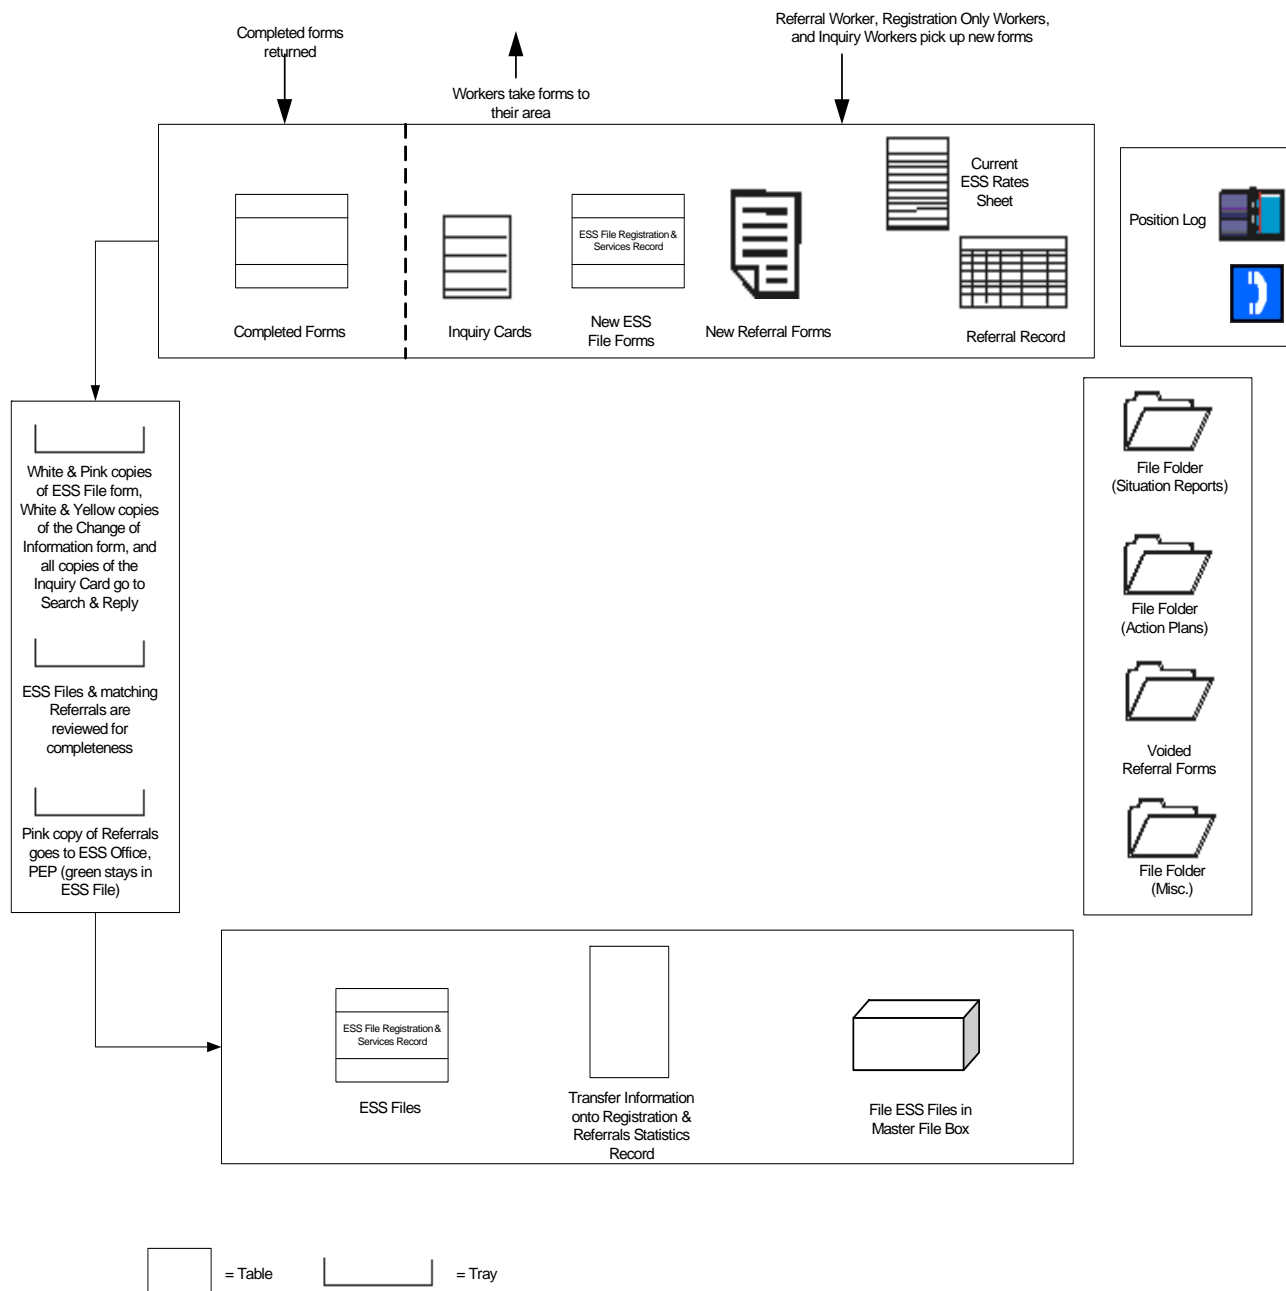 Completed forms
returned
Workers take forms to
their area
Referral Worker, Registration Only Workers,
and Inquiry Workers pick up new forms
Completed Forms
Inquiry Cards
ESS File Registration &
Services Record
New ESS
File Forms
New Referral Forms
Current
ESS Rates
Sheet
Referral Record
Position Log
White & Pink copies
of ESS File form,
White & Yellow copies
of the Change of
Information form, and
all copies of the
Inquiry Card go to
Search & Reply
ESS Files & matching
Referrals are
reviewed for
completeness
Pink copy of Referrals
goes to ESS Office,
PEP (green stays in
ESS File)
File Folder
(Situation Reports)
File Folder
(Action Plans)
Voided
Referral Forms
File Folder
(Misc.)
ESS File Registration &
Services Record
ESS Files
Transfer Information
onto Registration &
Referrals Statistics
Record
File ESS Files in
Master File Box
= Table
= Tray